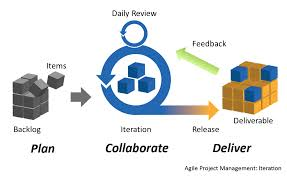 Daily Review
Items
Feedback
Backlog
Iteration
Release
Deliverable
Plan
Collaborate
Deliver
Agile Project Management: Iteration